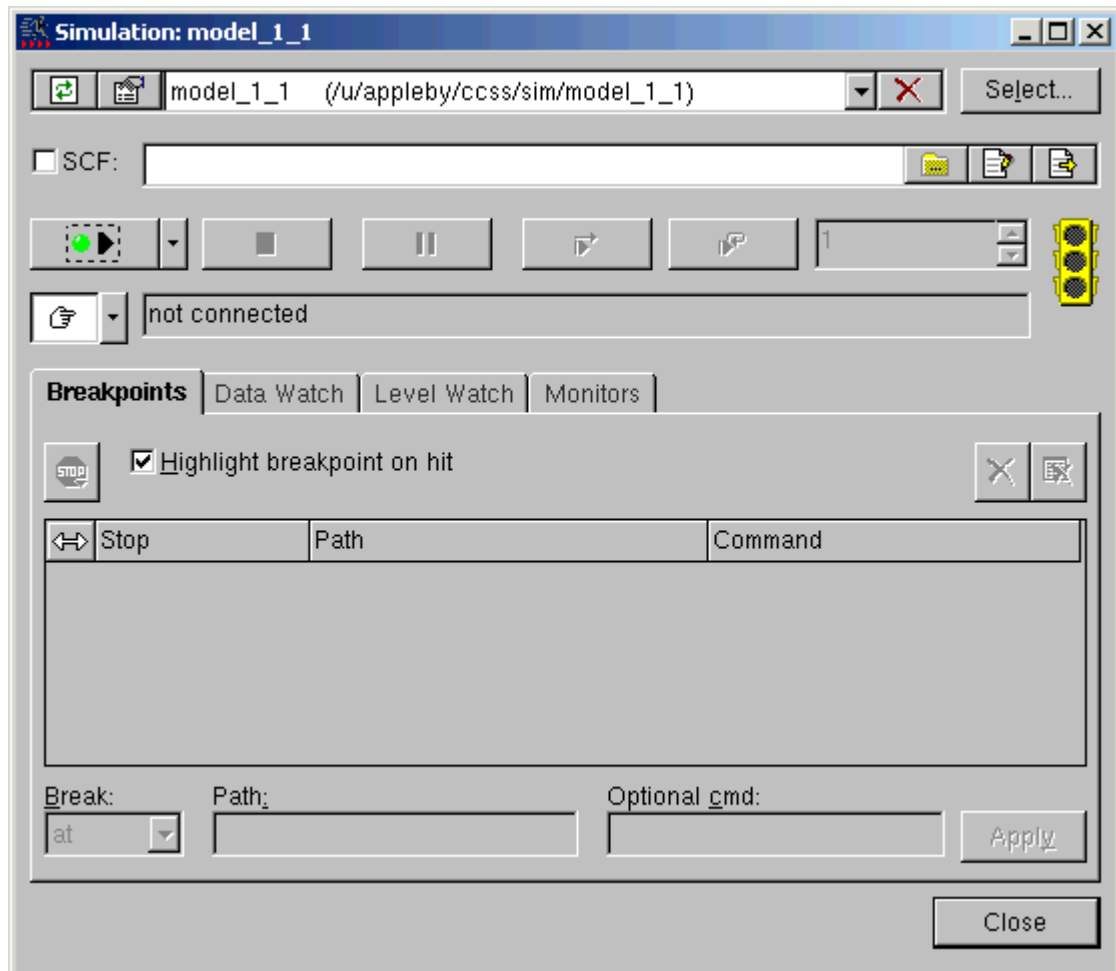 Simulation: model_1_1
model_1_1 (/u/appleby/ccss/sim/model_1_1)
Select...
SCF:
1
not connected
Breakpoints Data Watch Level Watch Monitors
STOP
Highlight breakpoint on hit
Stop Path Command
Break: Path: Optional cmd:
at
Apply
Close